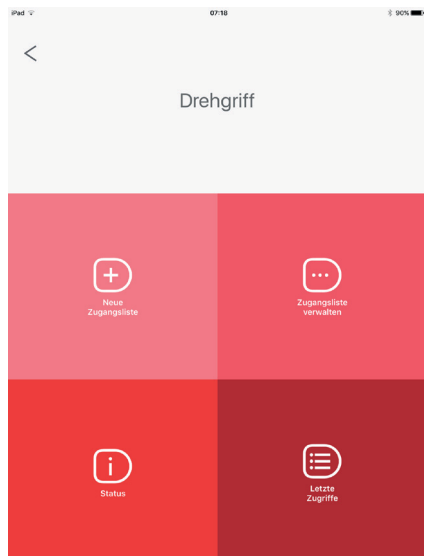 iPad 07:18 90%
Drehgriff
Neue
Zugangsliste
Zugangsliste
verwalten
Status
Letzte
Zugriffe